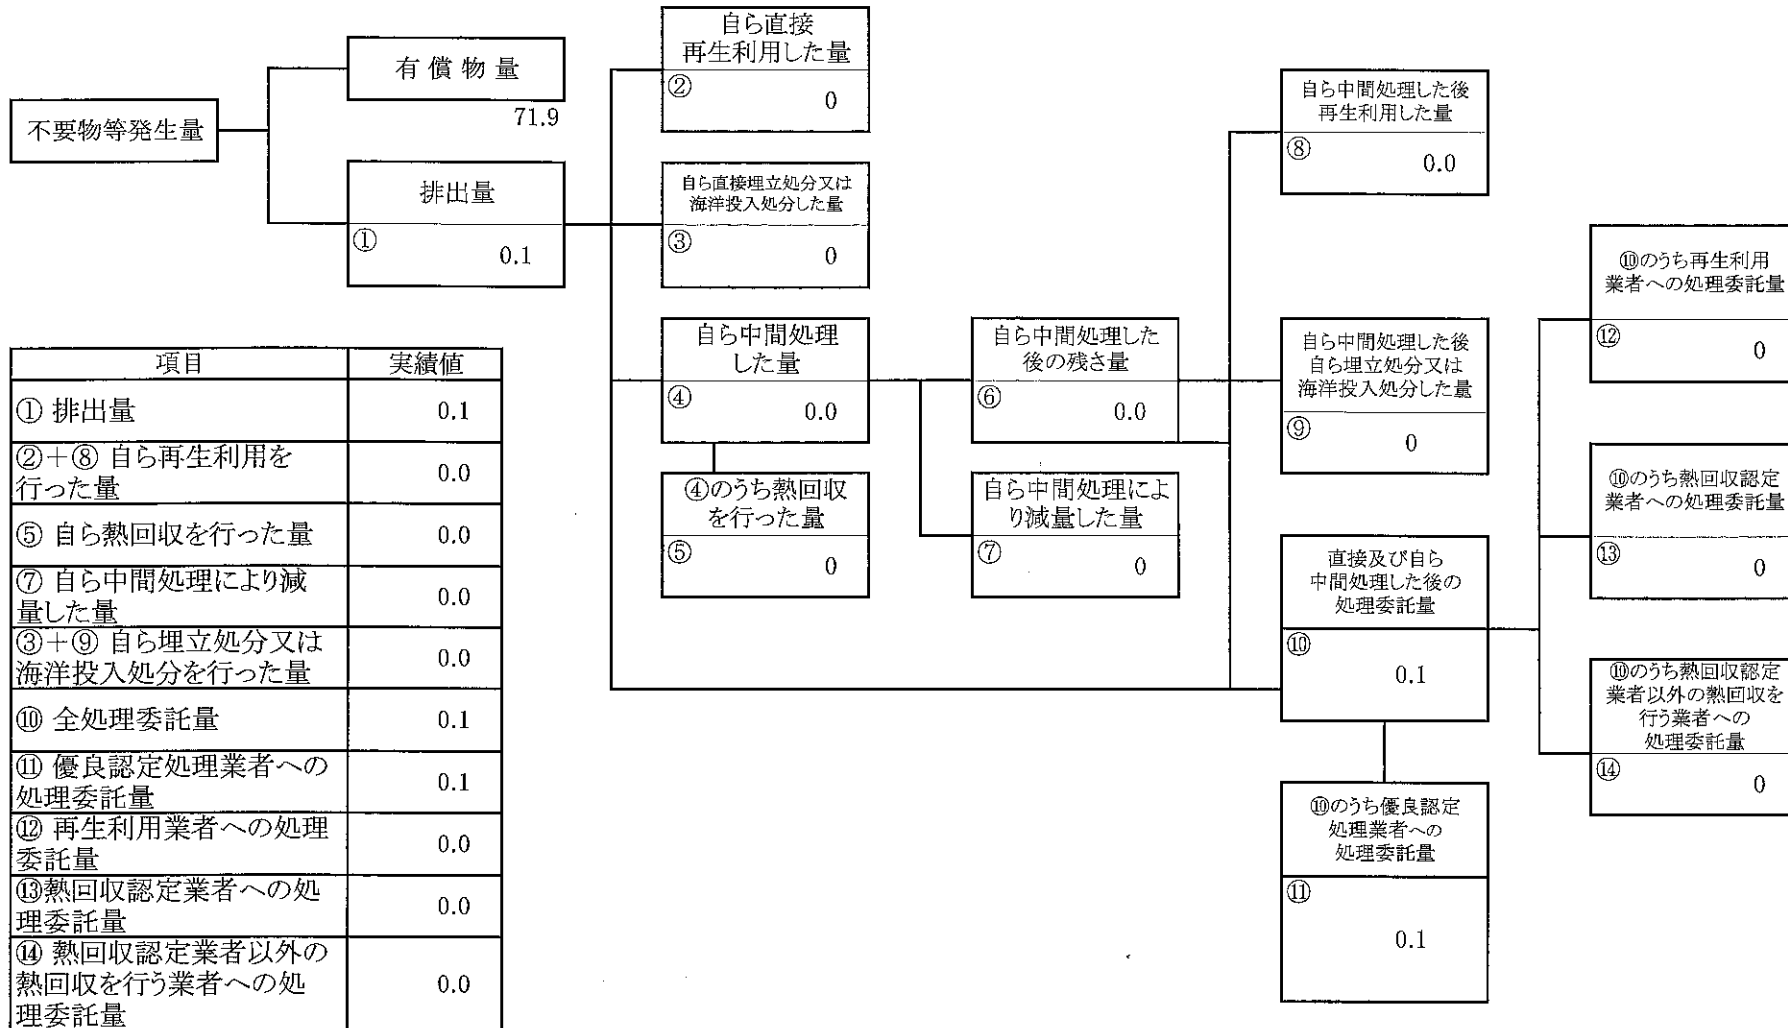 不要物等発生量
有償物量
71.9
排出量
①
0.1
自ら直接
再生利用した量
②
0
自ら直接埋立処分又は
海洋投入処分した量
③
0
自ら中間処理
した量
④
0.0
④のうち熱回収
を行った量
⑤
0
自ら中間処理した
後の残さ量
⑥
0.0
自ら中間処理によ
り減量した量
⑦
0
自ら中間処理した後
再生利用した量
⑧
0.0
自ら中間処理した後
自ら埋立処分又は
海洋投入処分した量
⑨
0
直接及び自ら
中間処理した後の
処理委託量
⑩
0.1
⑩のうち優良認定
処理業者への
処理委託量
⑪
0.1
⑩のうち再生利用
業者への処理委託量
⑫
0
⑩のうち熱回収認定
業者への処理委託量
⑬
0
⑩のうち熱回収認定
業者以外の熱回収を
行う業者への
処理委託量
⑭
0
項目 実績値
① 排出量 0.1
②+⑧ 自ら再生利用を
行った量 0.0
⑤ 自ら熱回収を行った量 0.0
⑦ 自ら中間処理により減
量した量 0.0
③+⑨ 自ら埋立処分又は
海洋投入処分を行った量 0.0
⑩ 全処理委託量 0.1
⑪ 優良認定処理業者への
処理委託量 0.1
⑫ 再生利用業者への処理
委託量 0.0
⑬熱回収認定業者への処
理委託量 0.0
⑭ 熱回収認定業者以外の
熱回収を行う業者への処
理委託量 0.0